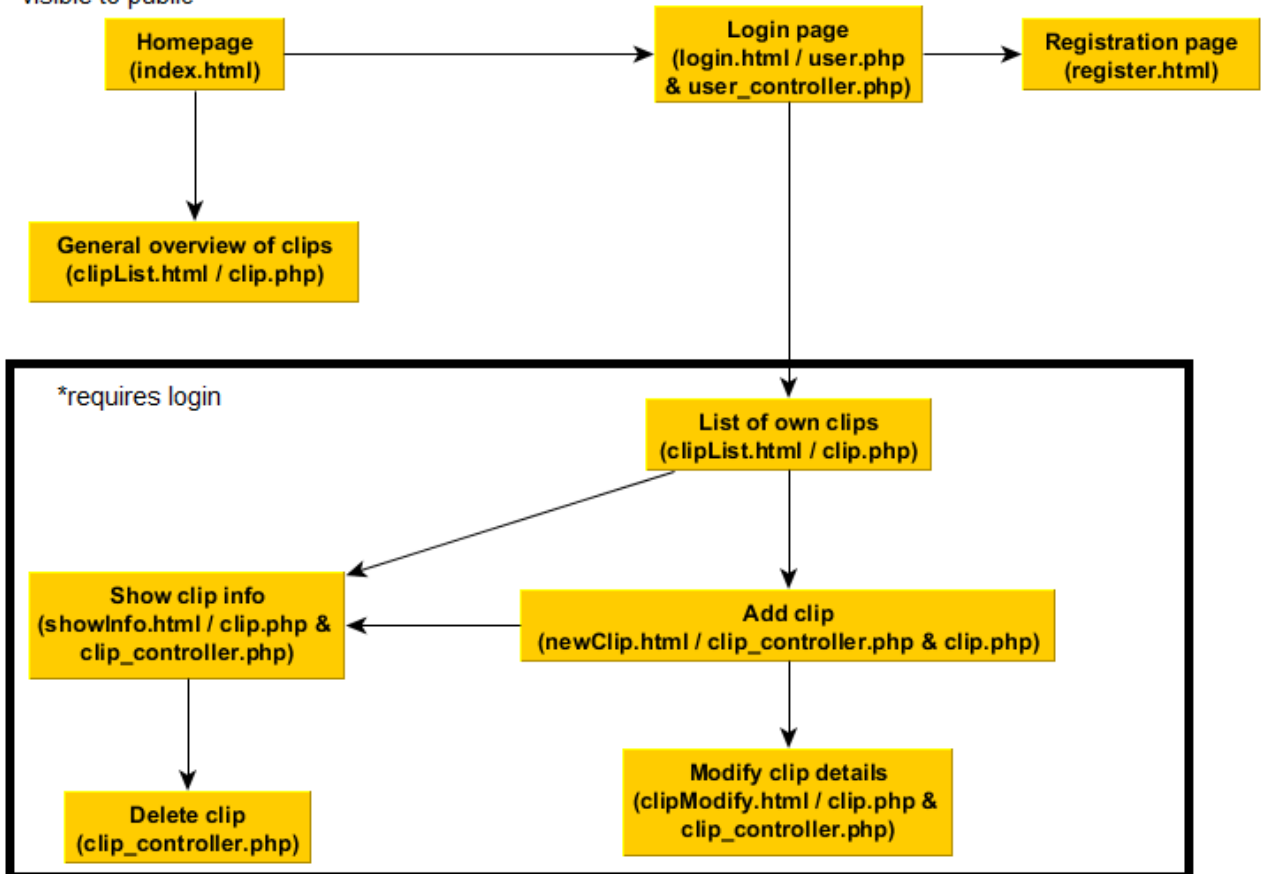 visible to public
Homepage
(index.html)
Login page
(login.html / user.php
& user_controller.php)
Registration page
(register.html)
General overview of clips
(clipList.html / clip.php)
*requires login
List of own clips
(clipList.html / clip.php)
Show clip info
(showInfo.html / clip.php &
clip_controller.php)
Add clip
(newClip.html / clip_controller.php & clip.php)
Delete clip
(clip_controller.php)
Modify clip details
(clipModify.html / clip.php &
clip_controller.php)